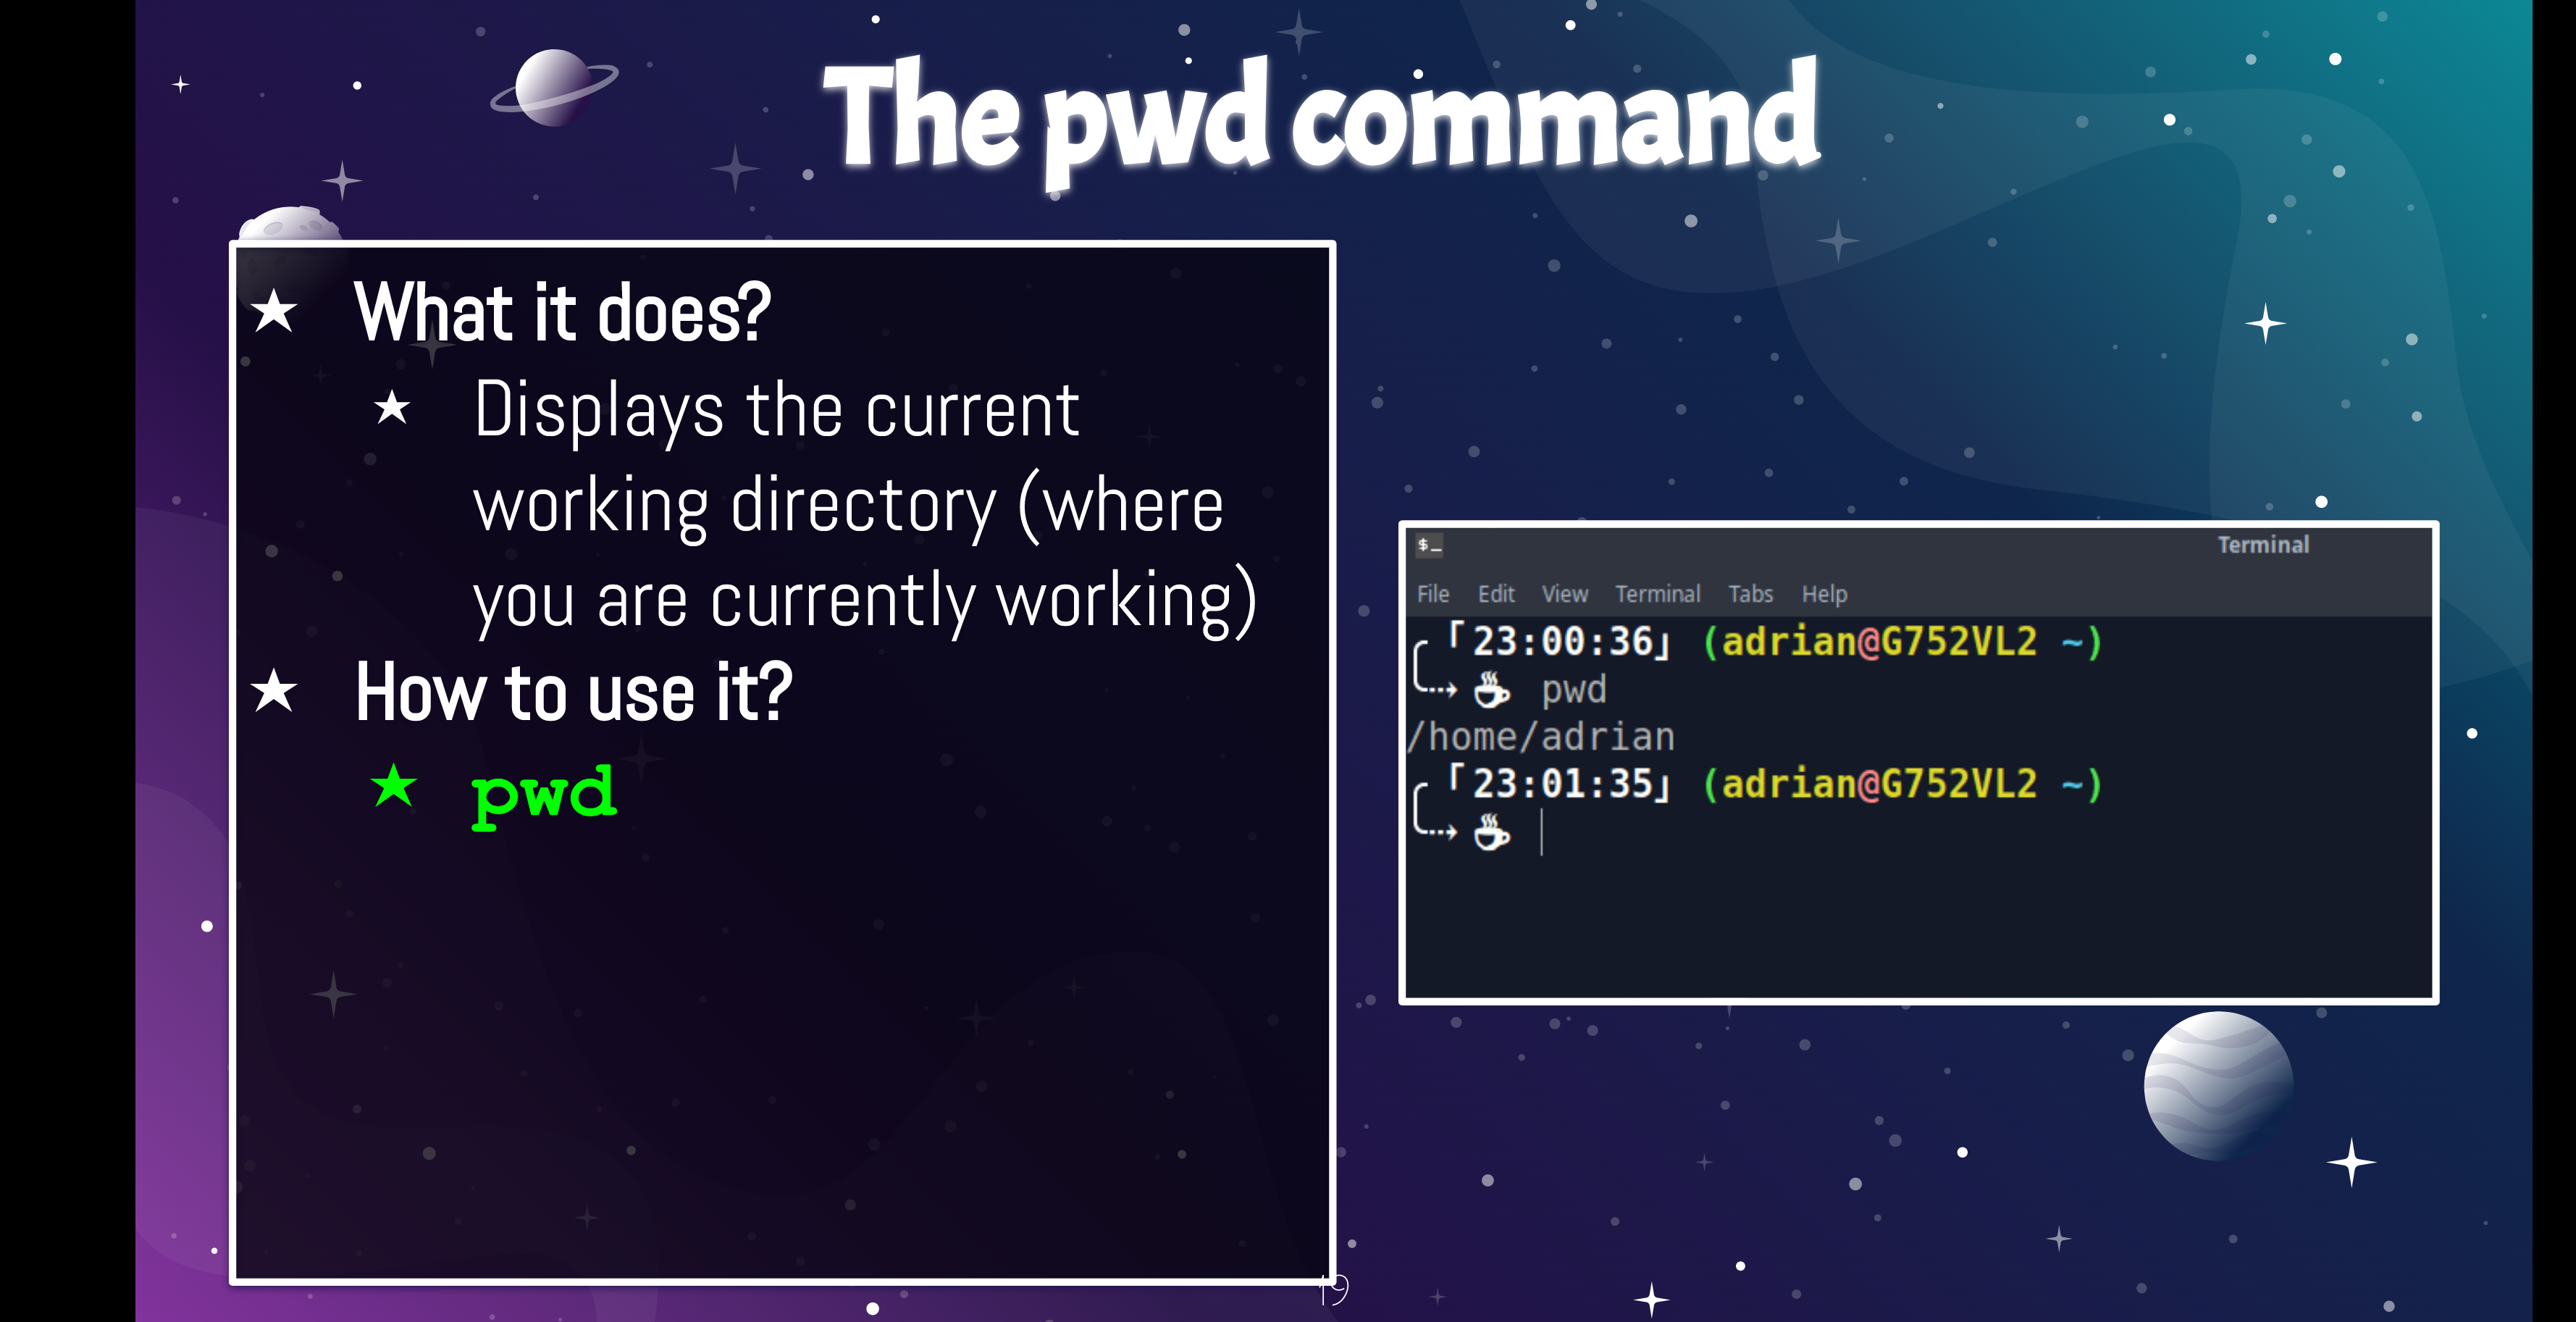 The pwd command
★ What it does?
★ Displays the current
working directory (where
you are currently working)
★ How to use it?
★ pwd
$_ Terminal
File Edit View Terminal Tabs Help
╭「23:00:36」 (adrian@G752VL2 ~)
╰⇢ ☕ pwd
/home/adrian
╭「23:01:35」 (adrian@G752VL2 ~)
╰⇢ ☕
19